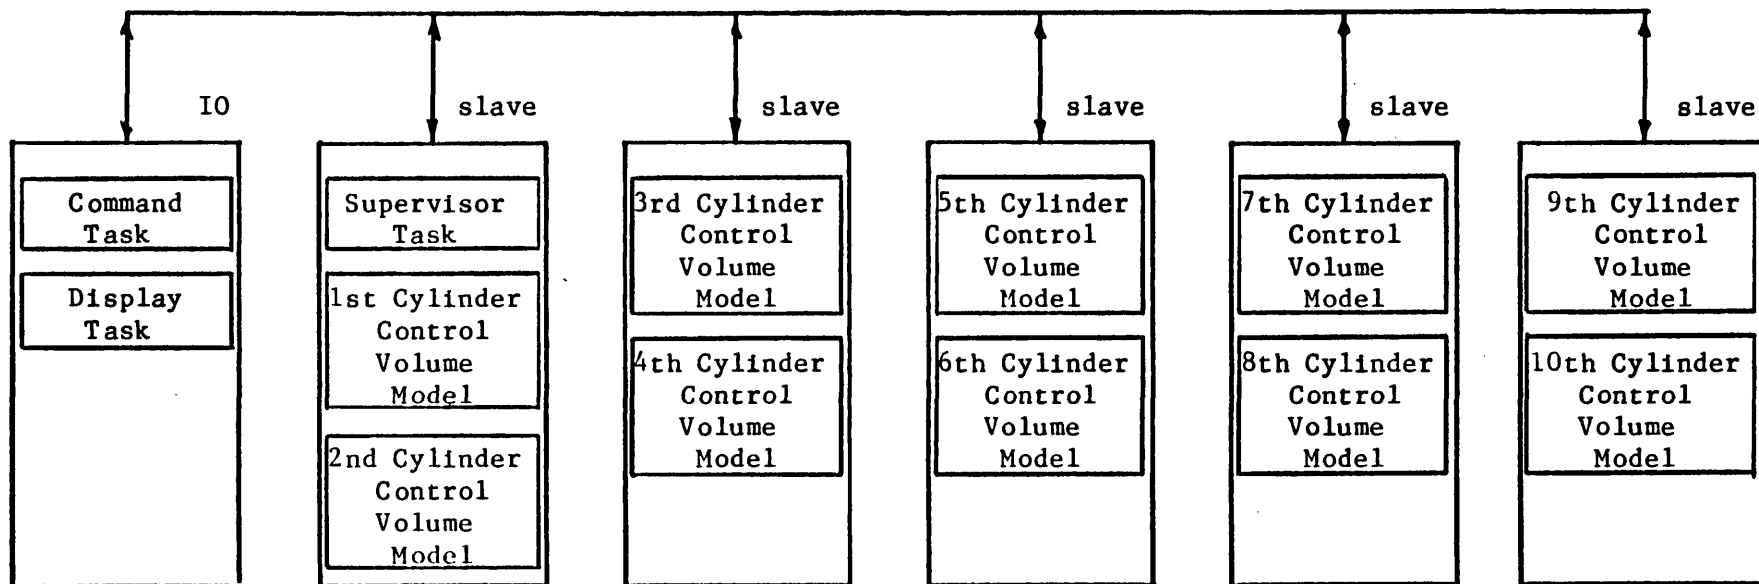 IO
slave
slave
slave
slave
slave
Command
Task
Display
Task
Supervisor
Task
1st Cylinder
Control
Volume
Model
2nd Cylinder
Control
Volume
Model
3rd Cylinder
Control
Volume
Model
4th Cylinder
Control
Volume
Model
5th Cylinder
Control
Volume
Model
6th Cylinder
Control
Volume
Model
7th Cylinder
Control
Volume
Model
8th Cylinder
Control
Volume
Model
9th Cylinder
Control
Volume
Model
10th Cylinder
Control
Volume
Model